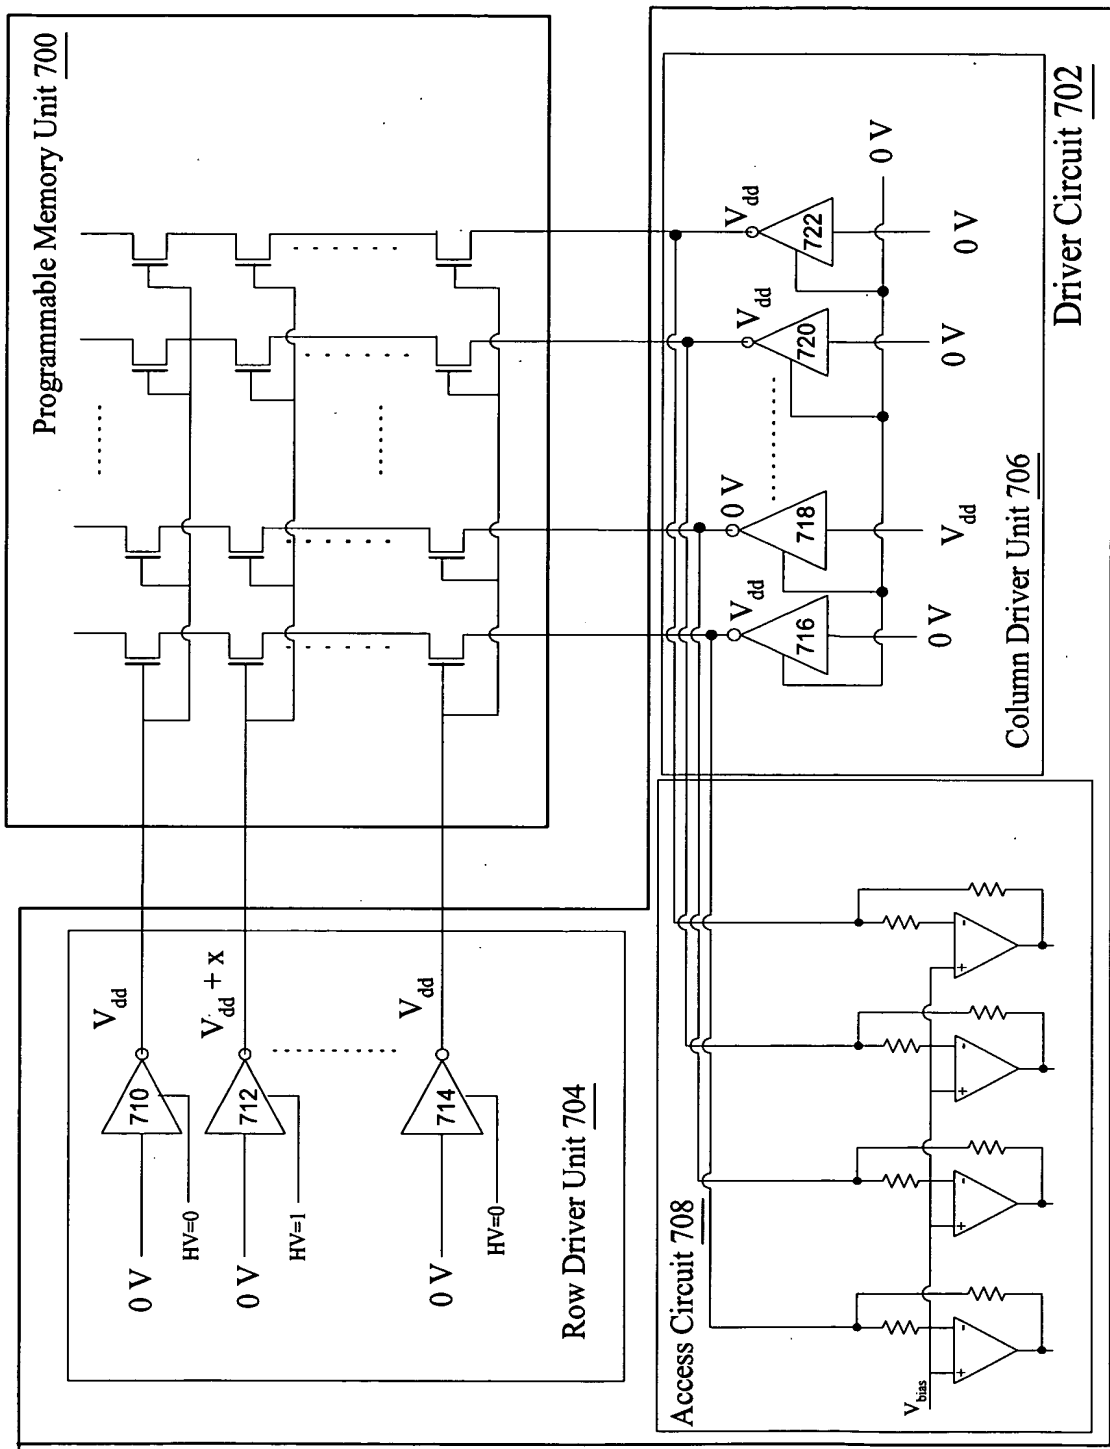 Programmable Memory Unit 700
V_dd
V_dd + x
V_dd
710
712
714
0 V
HV=0
0 V
HV=1
0 V
HV=0
Row Driver Unit 704
V_dd
0 V
V_dd
V_dd
716
718
720
722
0 V
0 V
V_dd
0 V
0 V
Column Driver Unit 706
Driver Circuit 702
Access Circuit 708
V_bias
+
-
+
-
+
-
+
-